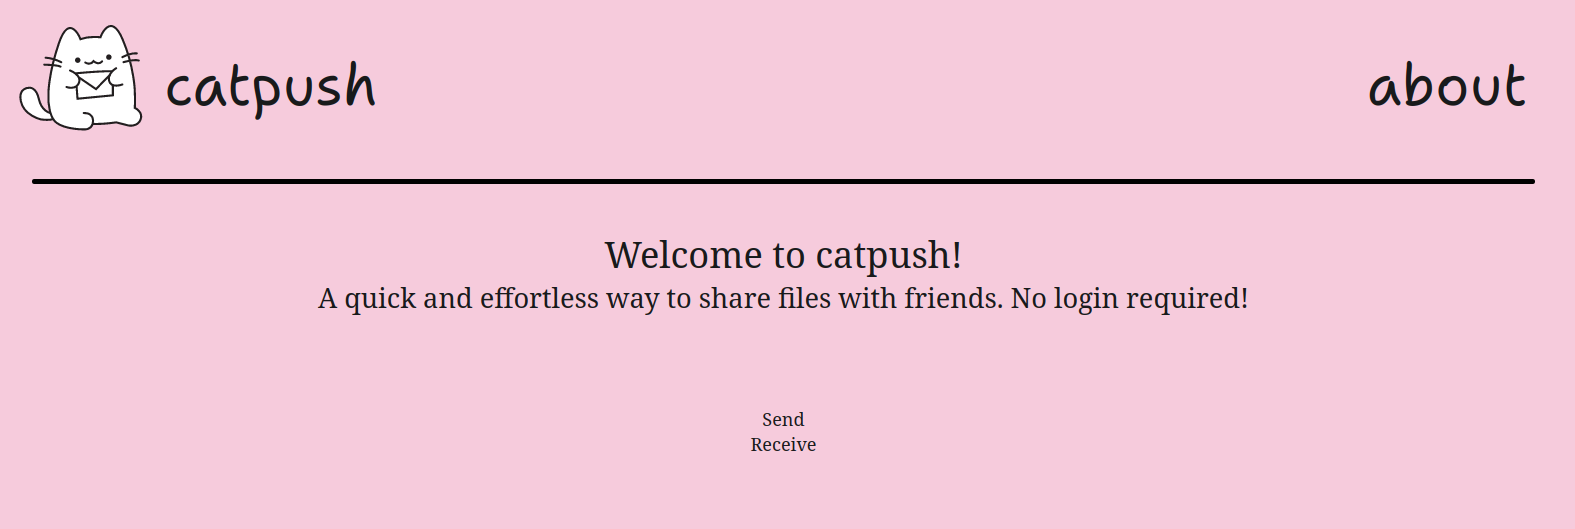 catpush
about
Welcome to catpush!
A quick and effortless way to share files with friends. No login required!
Send
Receive